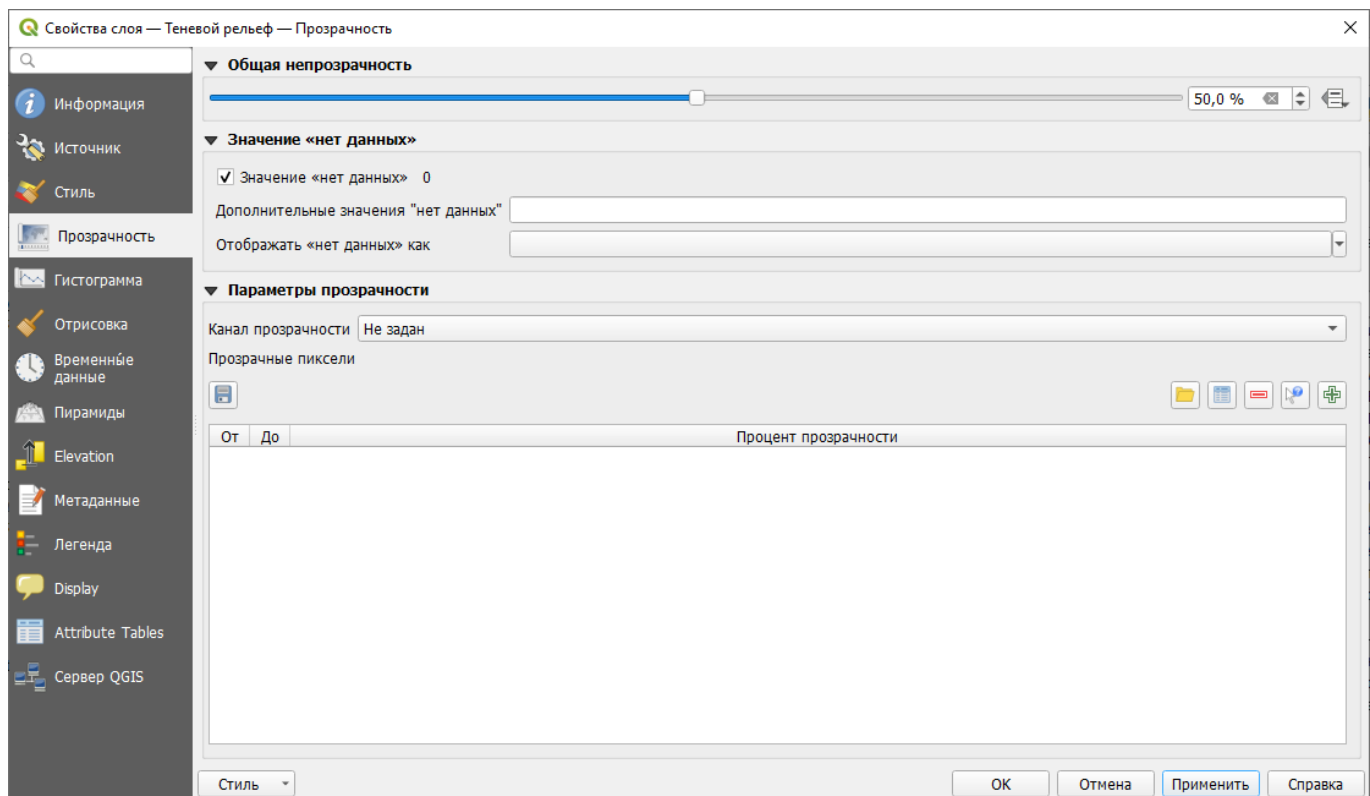 Свойства слоя — Теневой рельеф — Прозрачность
Общая непрозрачность
50,0 %
Информация
Источник
Стиль
Прозрачность
Гистограмма
Отрисовка
Временны́е
данные
Пирамиды
Elevation
Метаданные
Легенда
Display
Attribute Tables
Сервер QGIS
Значение «нет данных»
Значение «нет данных» 0
Дополнительные значения "нет данных"
Отображать «нет данных» как
Параметры прозрачности
Канал прозрачности Не задан
Прозрачные пиксели
От До Процент прозрачности
Стиль
ОК Отмена Применить Справка